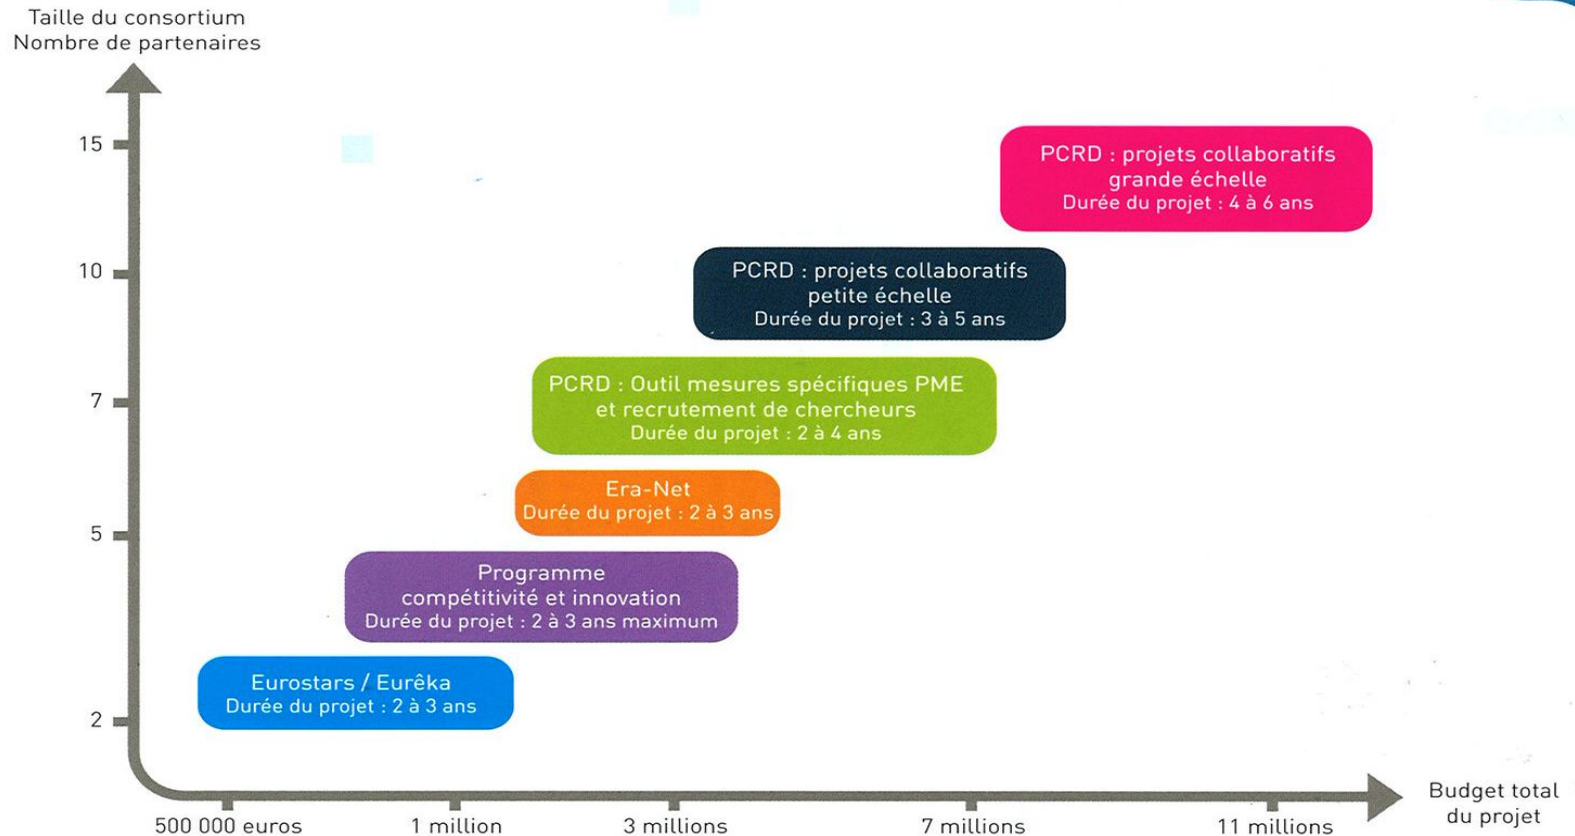 Taille du consortium
Nombre de partenaires
15
PCRD : projets collaboratifs
grande échelle
Durée du projet : 4 à 6 ans
10
PCRD : projets collaboratifs
petite échelle
Durée du projet : 3 à 5 ans
7
PCRD : Outil mesures spécifiques PME
et recrutement de chercheurs
Durée du projet : 2 à 4 ans
Era-Net
Durée du projet : 2 à 3 ans
5
Programme
compétitivité et innovation
Durée du projet : 2 à 3 ans maximum
Eurostars / Eurêka
Durée du projet : 2 à 3 ans
2
500 000 euros
1 million
3 millions
7 millions
11 millions
Budget total
du projet